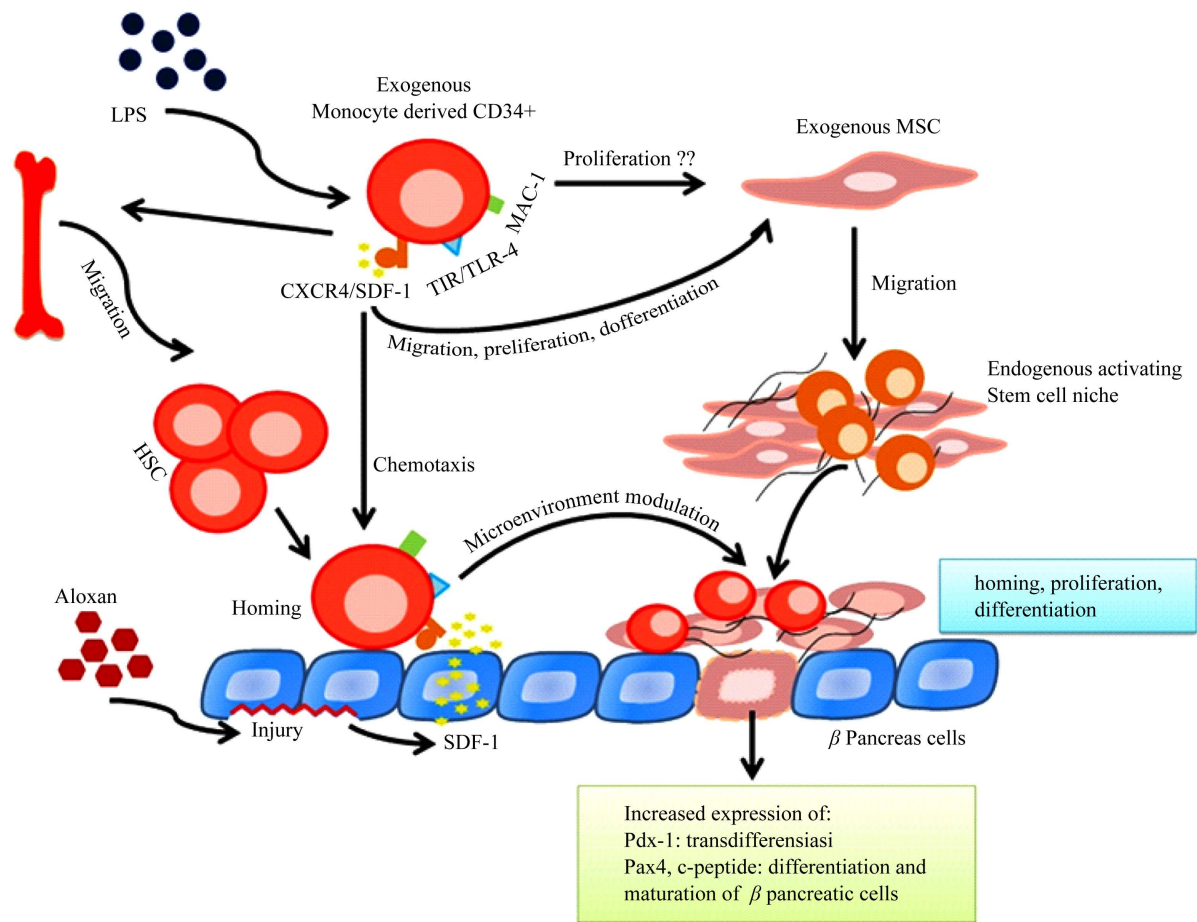 LPS
Exogenous
Monocyte derived CD34+
Exogenous MSC
Proliferation ??
MAC-1
TIR/TLR-4
CXCR4/SDF-1
Migration
Migration, preliferation, dofferentiation
Migration
Endogenous activating
Stem cell niche
HSC
Chemotaxis
Microenvironment modulation
homing, proliferation,
differentiation
Aloxan
Homing
Injury
SDF-1
β Pancreas cells
Increased expression of:
Pdx-1: transdifferensiasi
Pax4, c-peptide: differentiation and
maturation of β pancreatic cells